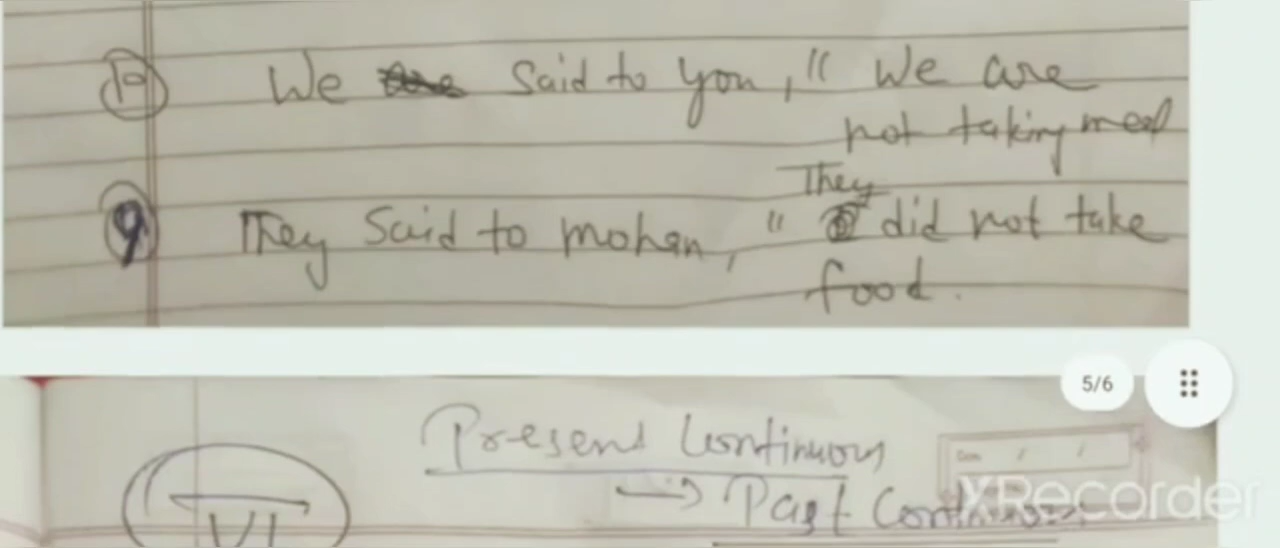 We said to you, " We are
not taking meal
They
9 They said to mohan, " did not take
food.
5/6
Present Continuous
→ Past Continuous
VI
XRecorder